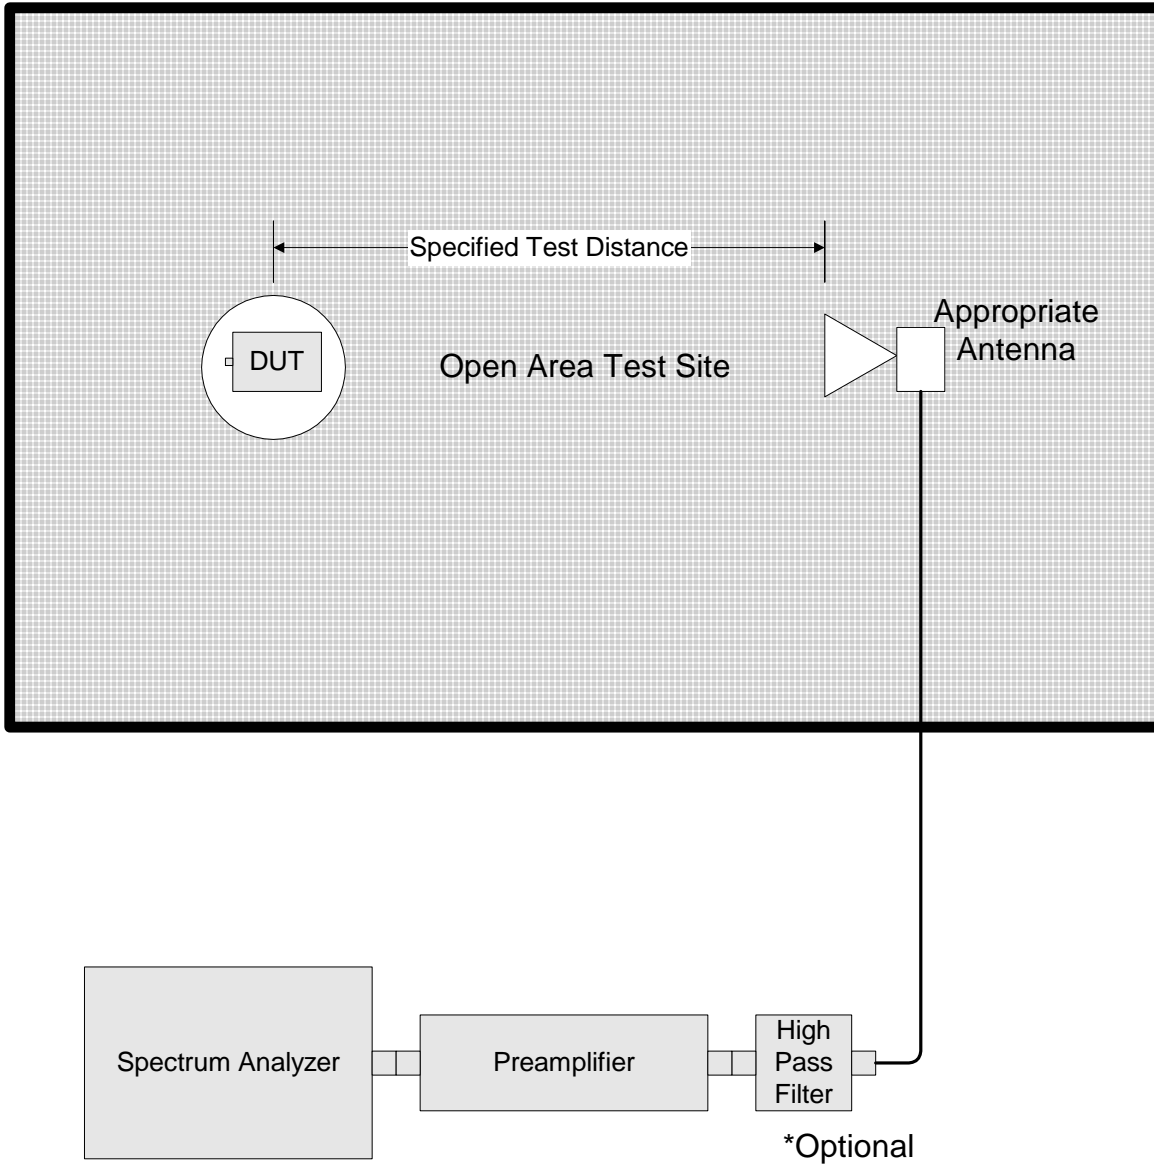 Specified Test Distance
Appropriate
Antenna
DUT
Open Area Test Site
Spectrum Analyzer
Preamplifier
High
Pass
Filter
*Optional